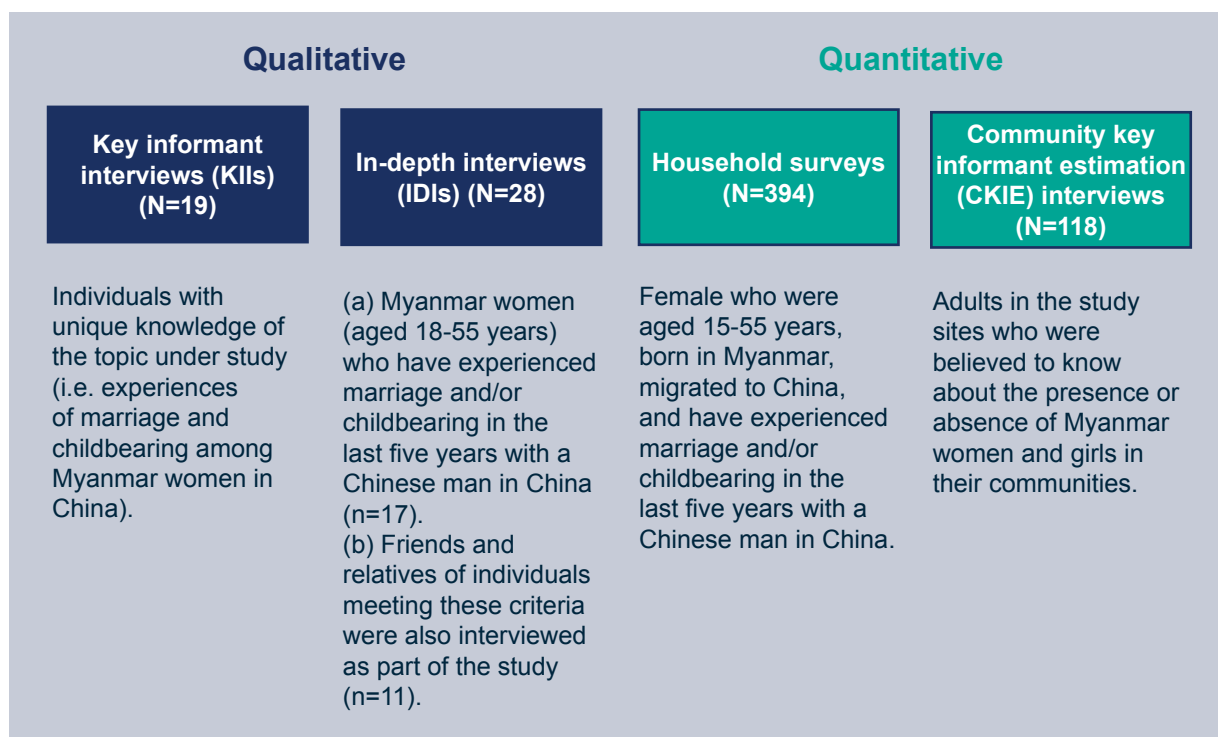 Qualitative
Quantitative
Key informant
interviews (KIIs)
(N=19)
In-depth interviews
(IDIs) (N=28)
Household surveys
(N=394)
Community key
informant estimation
(CKIE) interviews
(N=118)
Individuals with
unique knowledge of
the topic under study
(i.e. experiences
of marriage and
childbearing among
Myanmar women in
China).
(a) Myanmar women
(aged 18-55 years)
who have experienced
marriage and/or
childbearing in the
last five years with a
Chinese man in China
(n=17).
(b) Friends and
relatives of individuals
meeting these criteria
were also interviewed
as part of the study
(n=11).
Female who were
aged 15-55 years,
born in Myanmar,
migrated to China,
and have experienced
marriage and/or
childbearing in the
last five years with a
Chinese man in China.
Adults in the study
sites who were
believed to know
about the presence or
absence of Myanmar
women and girls in
their communities.